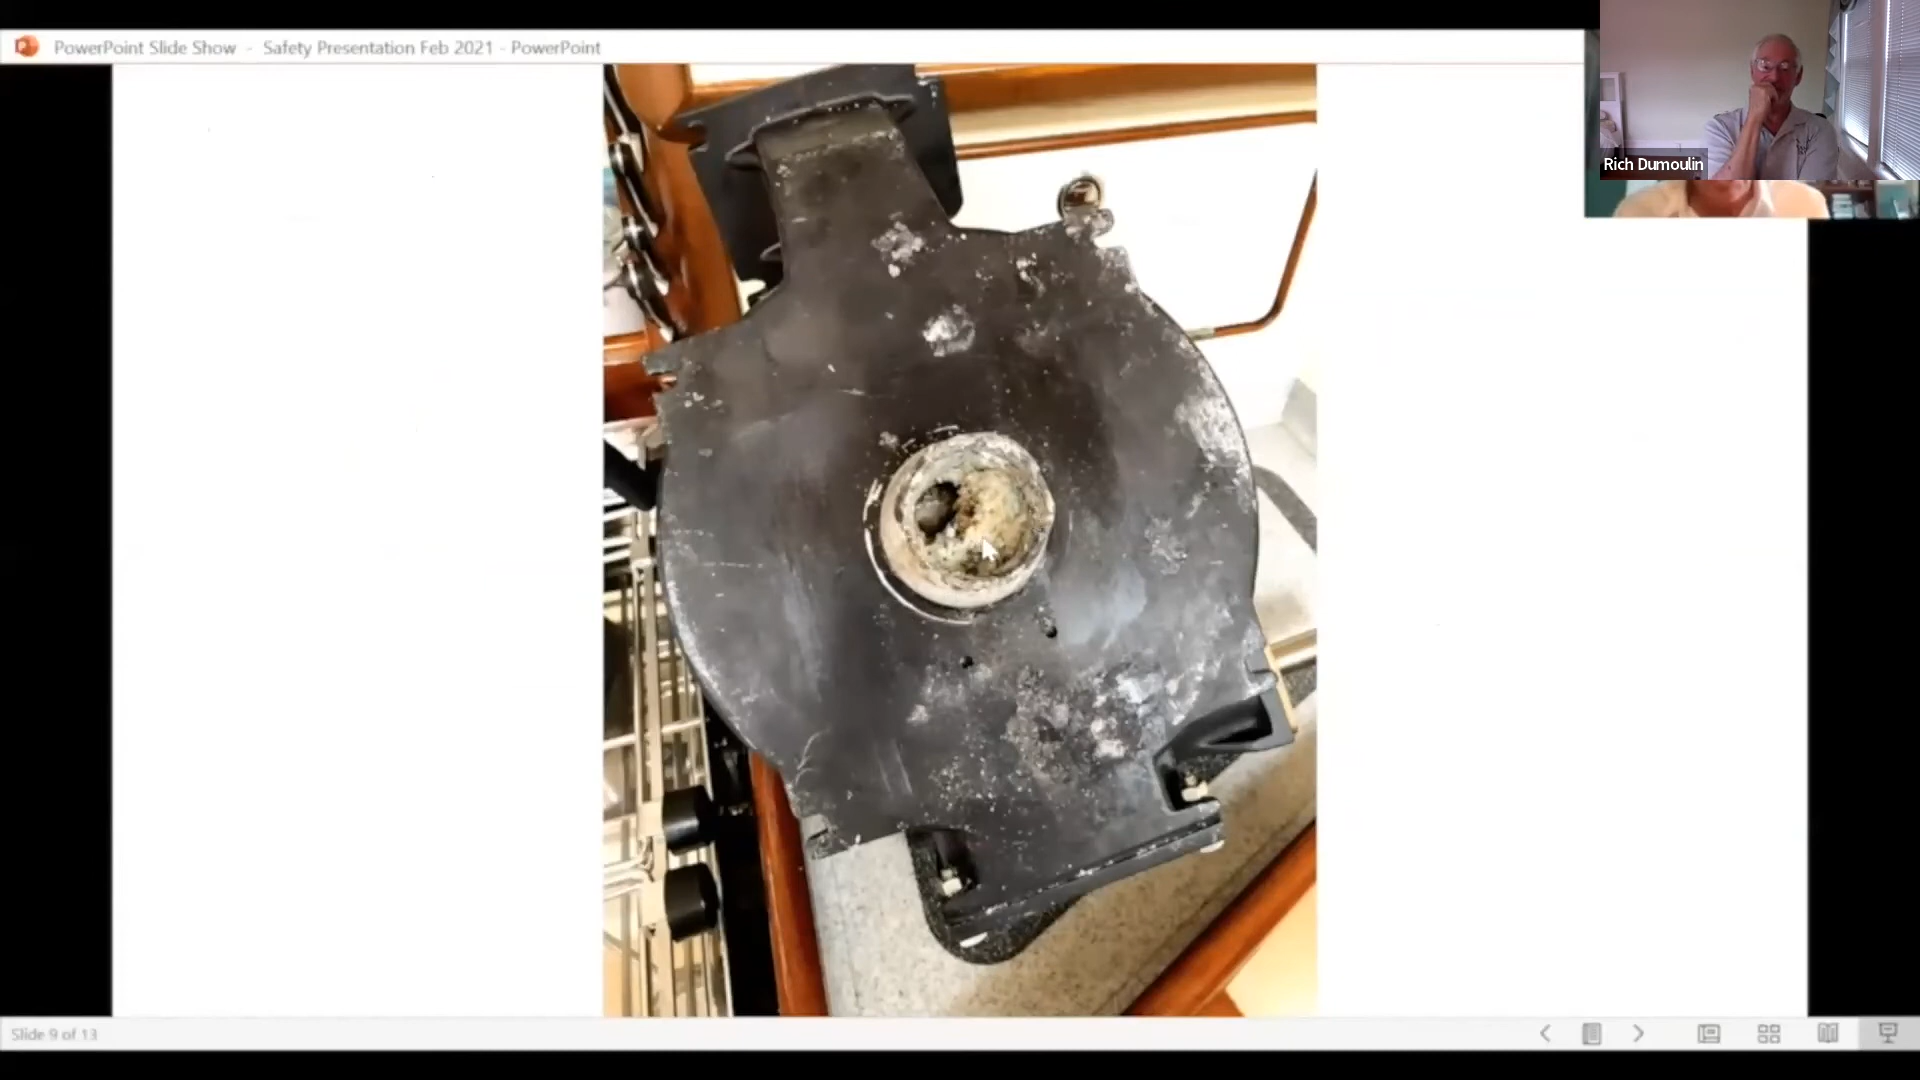 PowerPoint Slide Show - Safety Presentation Feb 2021 - PowerPoint
Rich Dumoulin
Slide 9 of 13